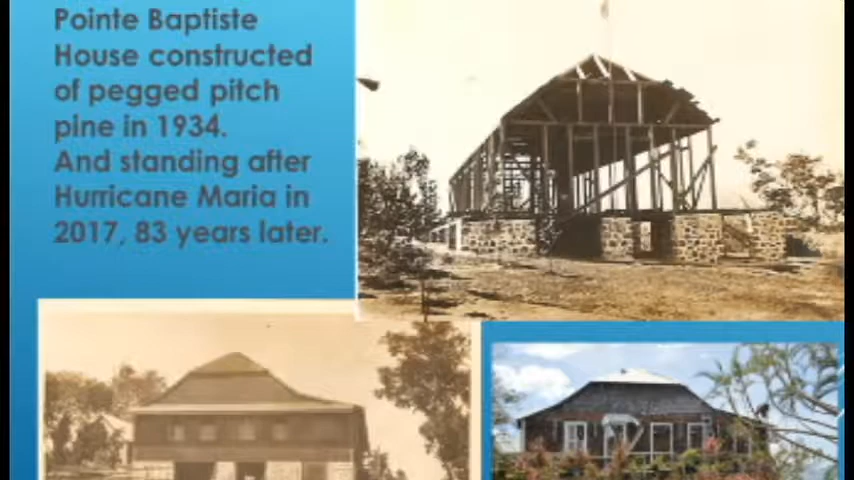 Pointe Baptiste
House constructed
of pegged pitch
pine in 1934.
And standing after
Hurricane Maria in
2017, 83 years later.